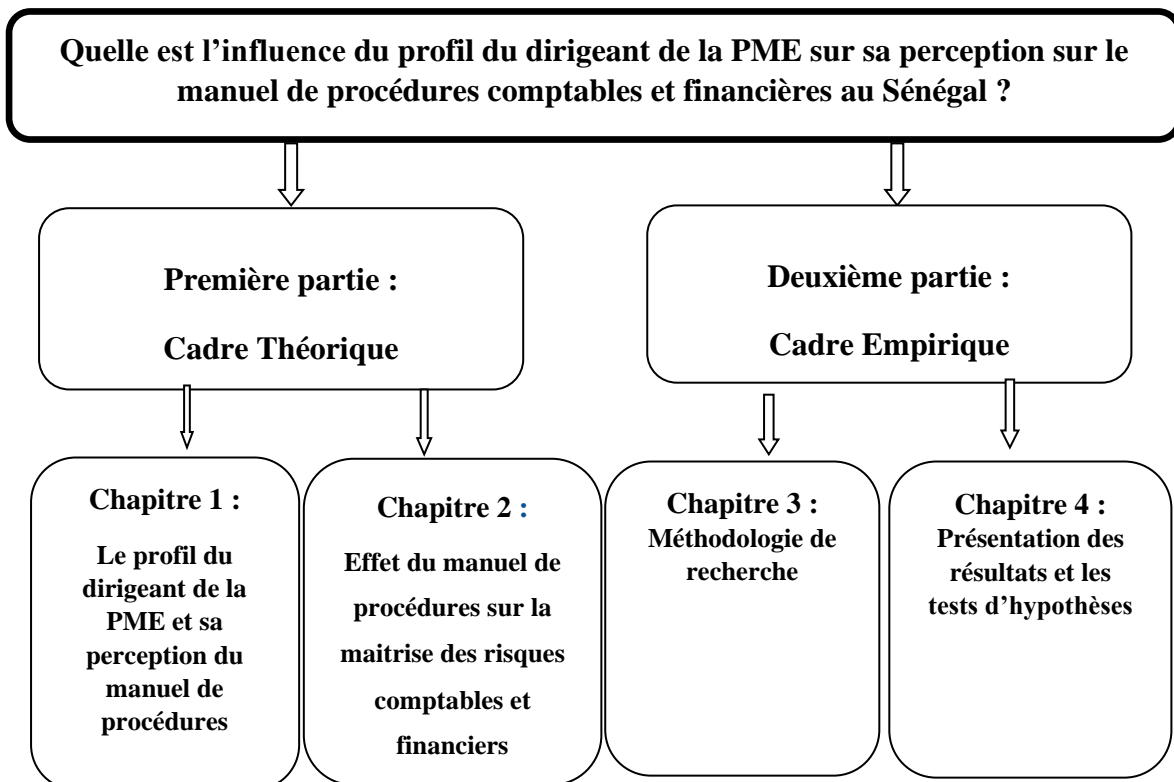 Quelle est l’influence du profil du dirigeant de la PME sur sa perception sur le
manuel de procédures comptables et financières au Sénégal ?
Première partie :
Cadre Théorique
Deuxième partie :
Cadre Empirique
Chapitre 1 :
Le profil du
dirigeant de la
PME et sa
perception du
manuel de
procédures
Chapitre 2 :
Effet du manuel de
procédures sur la
maitrise des risques
comptables et
financiers
Chapitre 3 :
Méthodologie de
recherche
Chapitre 4 :
Présentation des
résultats et les
tests d’hypothèses